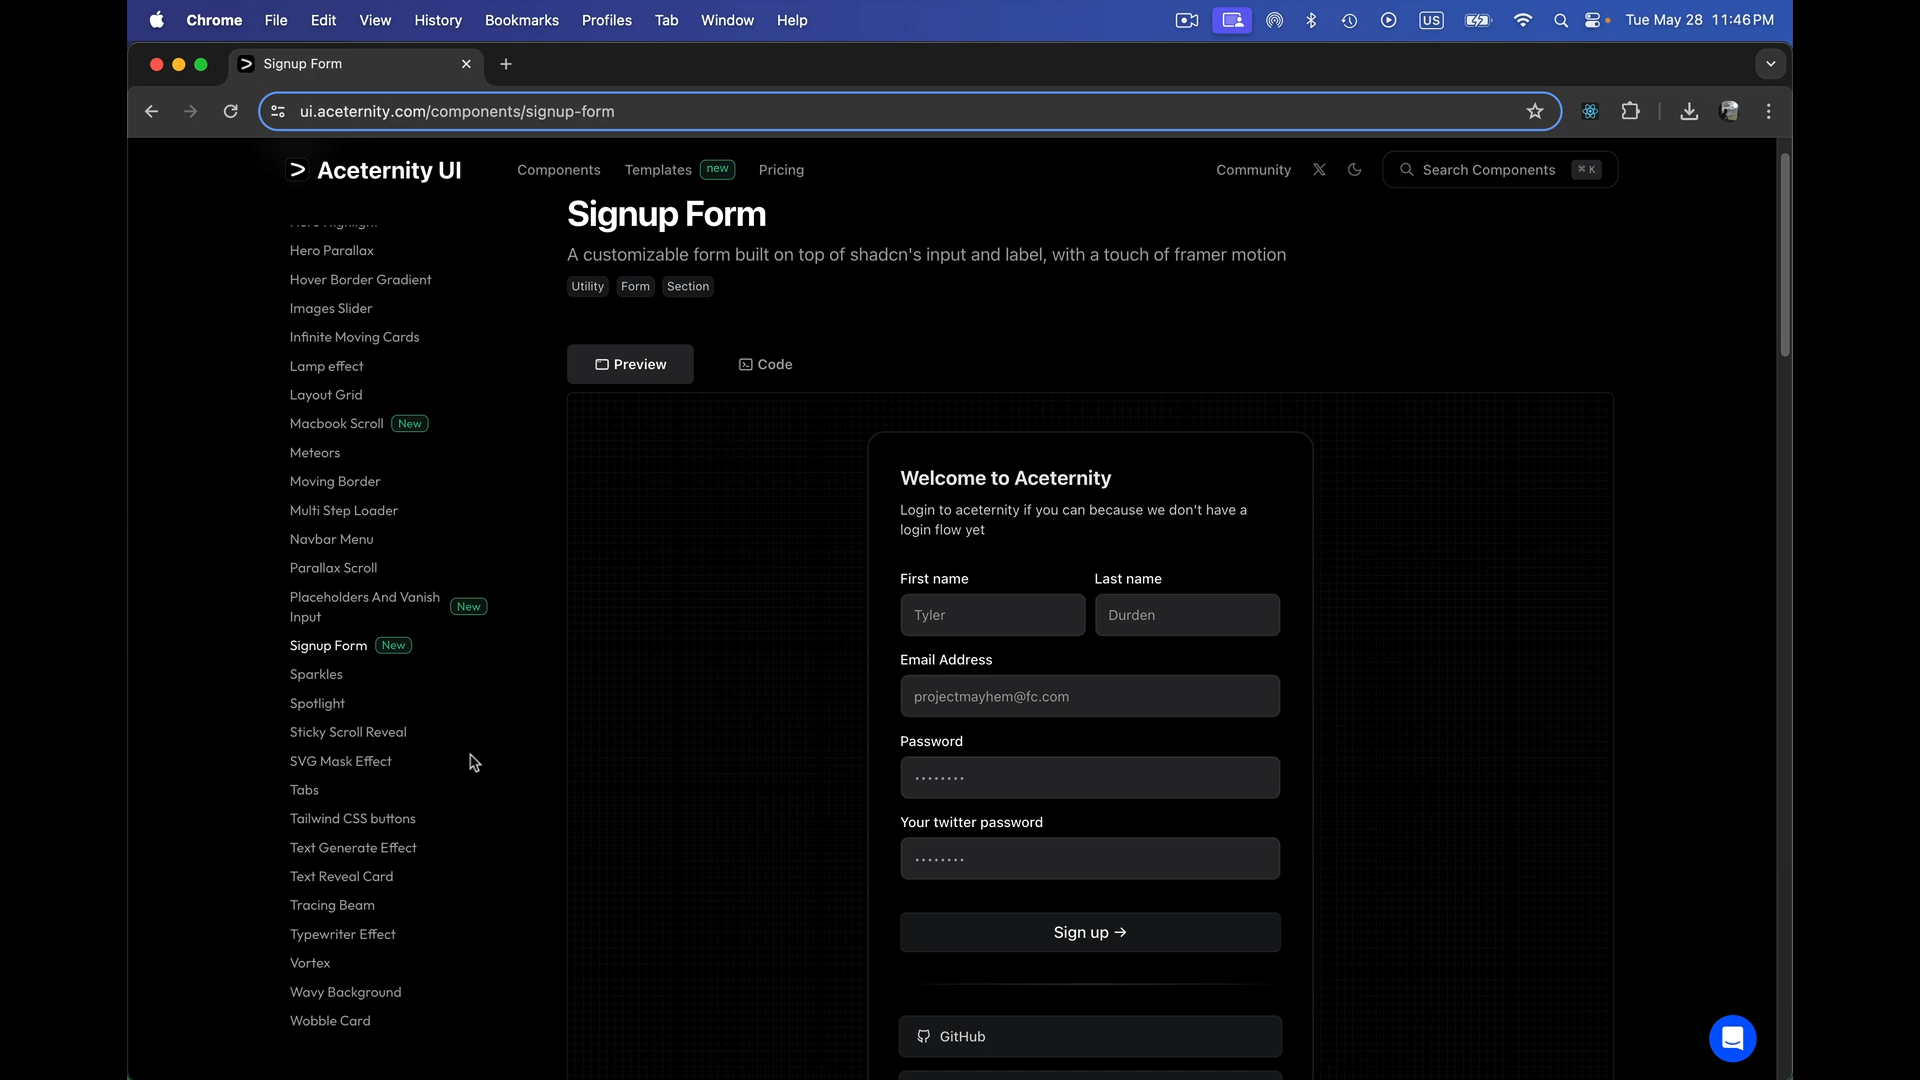 Chrome File Edit View History Bookmarks Profiles Tab Window Help US Tue May 28 11:46 PM
Signup Form
ui.aceternity.com/components/signup-form
Aceternity UI Components Templates new Pricing Community Search Components ⌘ K
Hero Highlight
Hero Parallax
Hover Border Gradient
Images Slider
Infinite Moving Cards
Lamp effect
Layout Grid
Macbook Scroll New
Meteors
Moving Border
Multi Step Loader
Navbar Menu
Parallax Scroll
Placeholders And Vanish
Input New
Signup Form New
Sparkles
Spotlight
Sticky Scroll Reveal
SVG Mask Effect
Tabs
Tailwind CSS buttons
Text Generate Effect
Text Reveal Card
Tracing Beam
Typewriter Effect
Vortex
Wavy Background
Wobble Card
Signup Form
A customizable form built on top of shadcn's input and label, with a touch of framer motion
Utility Form Section
Preview Code
Welcome to Aceternity
Login to aceternity if you can because we don't have a
login flow yet
First name Last name
Tyler Durden
Email Address
projectmayhem@fc.com
Password
••••••••
Your twitter password
••••••••
Sign up →
GitHub